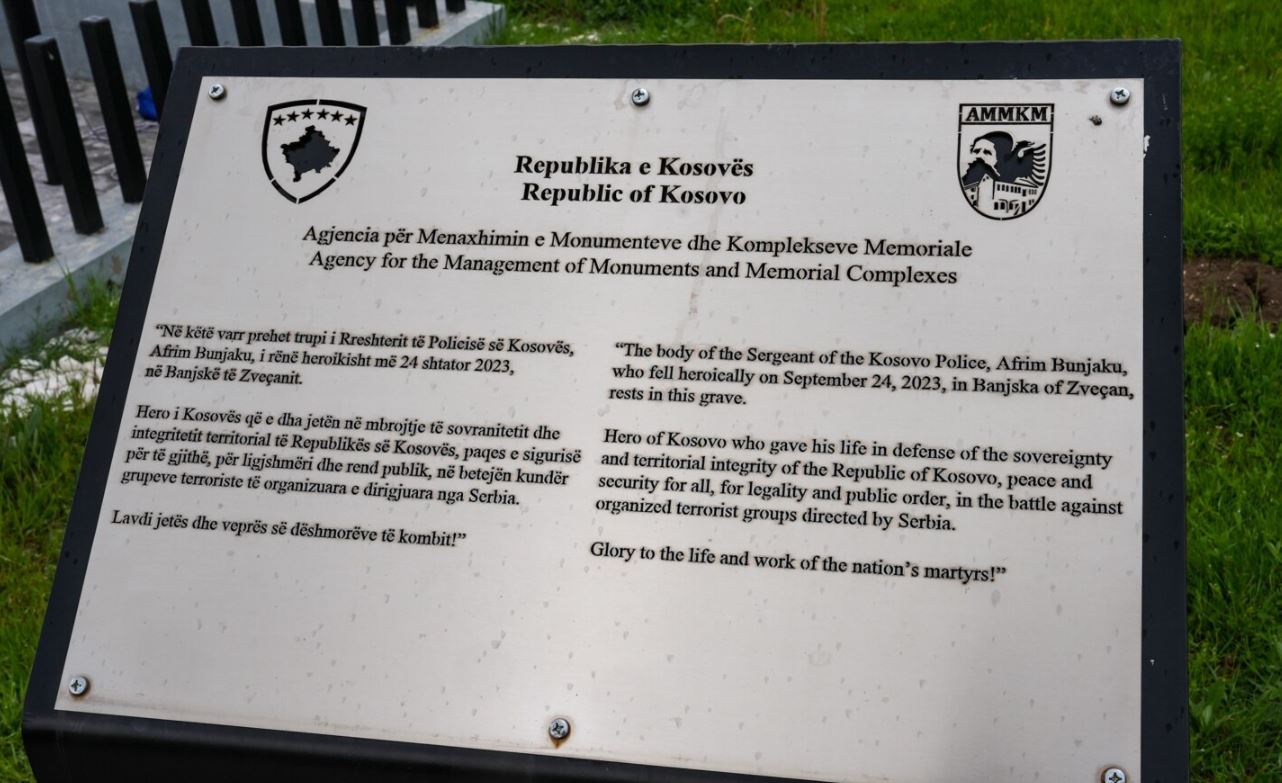 AMMKM
Republika e Kosovës
Republic of Kosovo
Agjencia për Menaxhimin e Monumenteve dhe Komplekseve Memoriale
Agency for the Management of Monuments and Memorial Complexes
“Në këtë varr prehet trupi i Rreshterit të Policisë së Kosovës,
Afrim Bunjaku, i rënë heroikisht më 24 shtator 2023,
në Banjskë të Zveçanit.
Hero i Kosovës që e dha jetën në mbrojtje të sovranitetit dhe
integritetit territorial të Republikës së Kosovës, paqes e sigurisë
për të gjithë, për ligjshmëri dhe rend publik, në betejën kundër
grupeve terroriste të organizuara e dirigjuara nga Serbia.
Lavdi jetës dhe veprës së dëshmorëve të kombit!”
“The body of the Sergeant of the Kosovo Police, Afrim Bunjaku,
who fell heroically on September 24, 2023, in Banjska of Zveçan,
rests in this grave.
Hero of Kosovo who gave his life in defense of the sovereignty
and territorial integrity of the Republic of Kosovo, peace and
security for all, for legality and public order, in the battle against
organized terrorist groups directed by Serbia.
Glory to the life and work of the nation’s martyrs!”